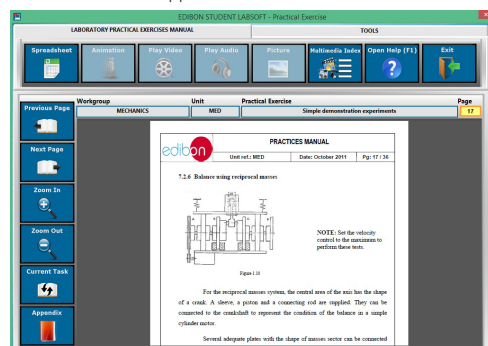 EDIBON STUDENT LABSOFT - Practical Exercise
LABORATORY PRACTICAL EXERCISES MANUAL
TOOLS
Spreadsheet
Animation
Play Video
Play Audio
Picture
Multimedia Index
Open Help (F1)
Exit
Previous Page
Workgroup
Unit
Practical Exercise
Page
MECHANICS
MED
Simple demonstration experiments
17
Next Page
Zoom In
Zoom Out
Current Task
Appendix
edibon
PRACTICES MANUAL
Unit ref.: MED
Date: October 2011
Pg: 17 / 36
7.2.6 Balance using reciprocal masses
NOTE: Set the velocity
control to the maximum to
perform these tests.
Figure 1.10
For the reciprocal masses system, the central area of the axis has the shape
of a crank. A sleeve, a piston and a connecting rod are supplied. They can be
connected to the crankshaft to represent the condition of the balance in a simple
cylinder motor.
Several adequate plates with the shape of masses sector can be connected